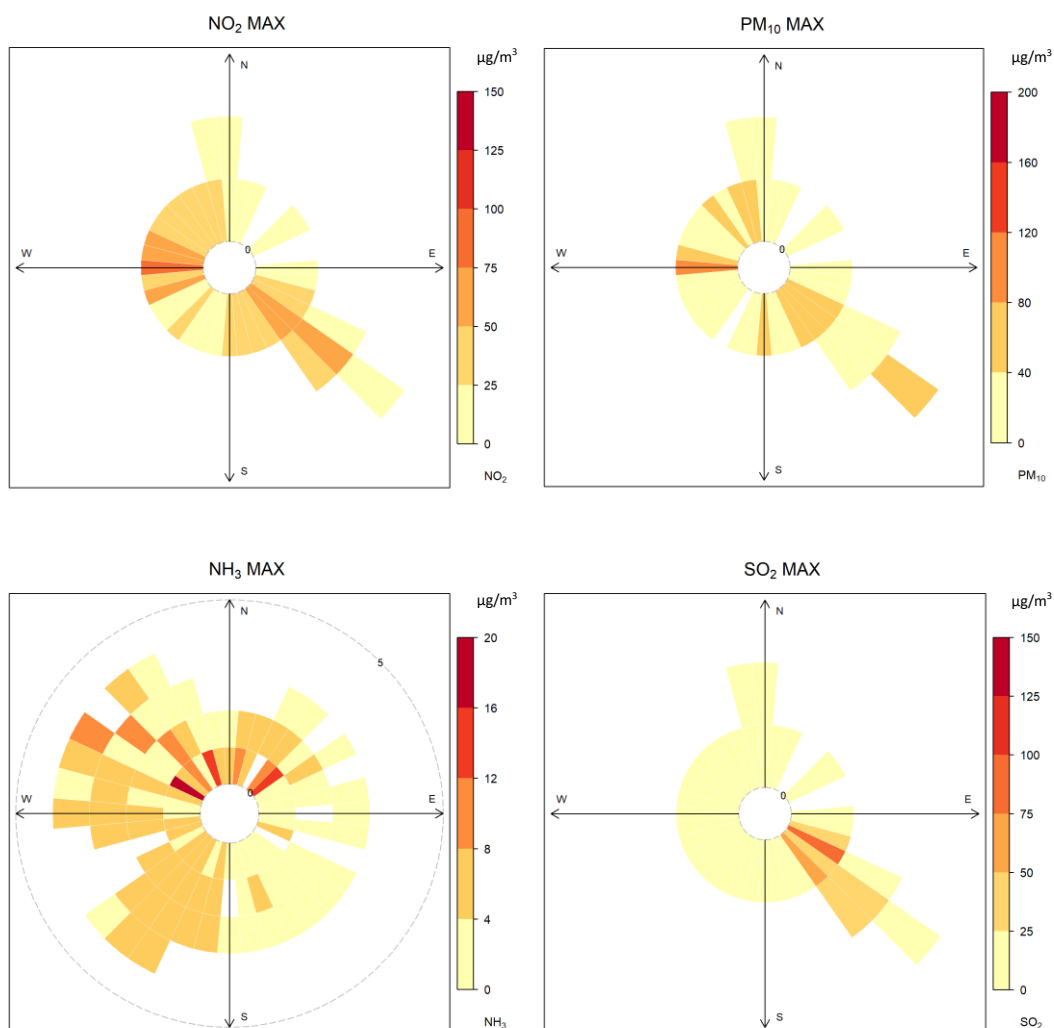 NO₂ MAX
µg/m³
N
W
E
S
0
150
125
100
75
50
25
0
NO₂
PM₁₀ MAX
µg/m³
N
W
E
S
0
200
160
120
80
40
0
PM₁₀
NH₃ MAX
µg/m³
N
W
E
S
0
5
20
16
12
8
4
0
NH₃
SO₂ MAX
µg/m³
N
W
E
S
0
150
125
100
75
50
25
0
SO₂